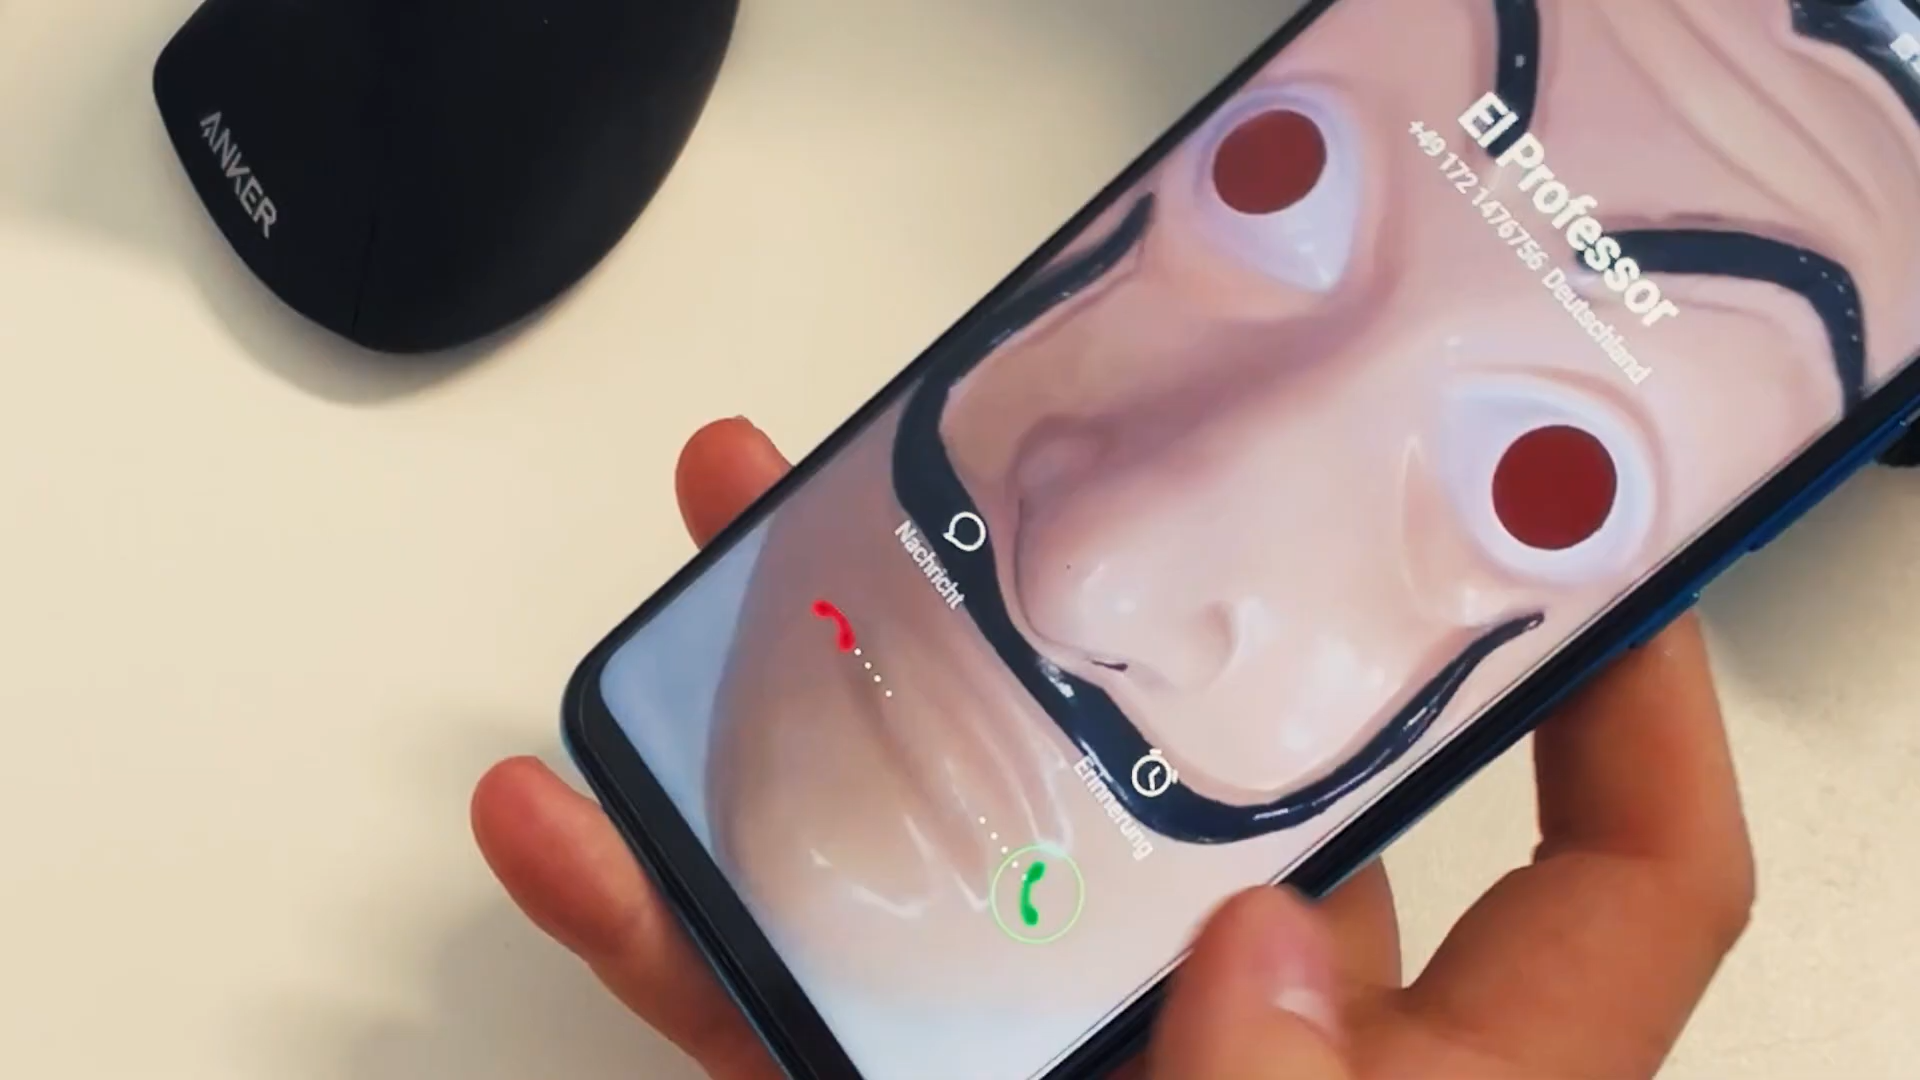 ANKER
El Professor
+49 172 1476756 Deutschland
Nachricht
Erinnerung